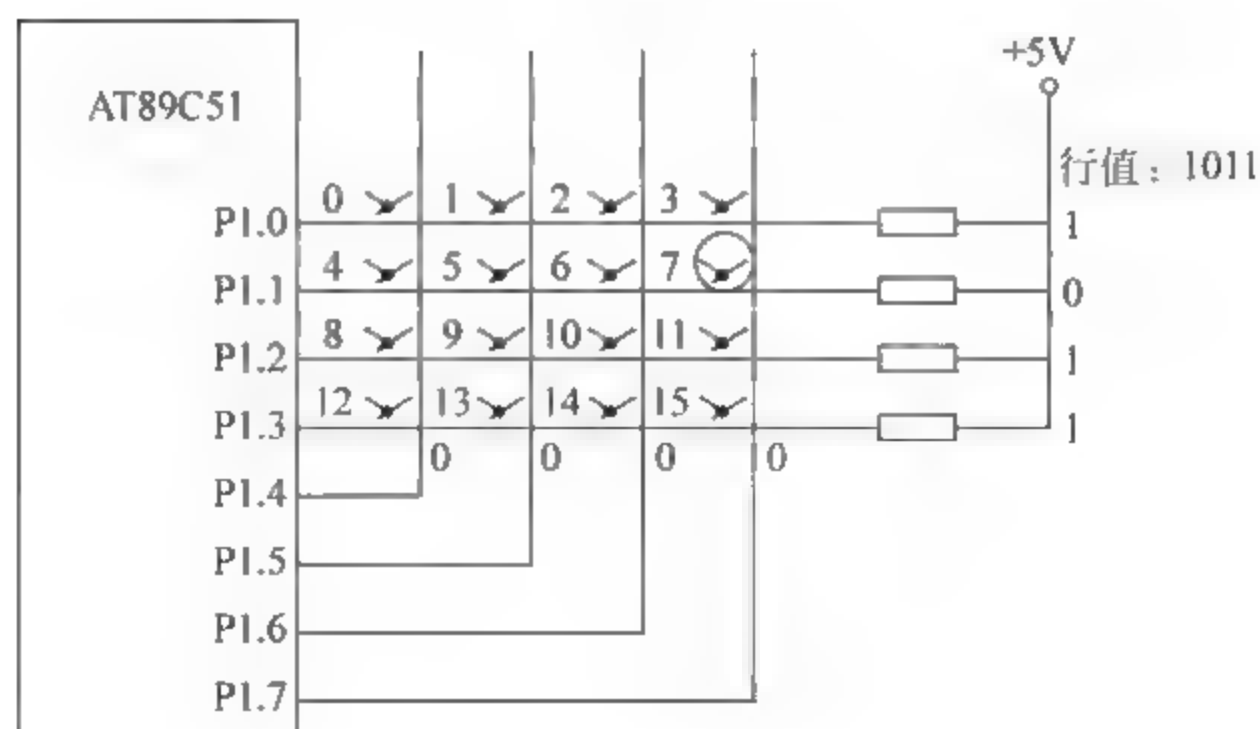 +5V
AT89C51
行值：1011
P1.0 0 1 2 3 1
P1.1 4 5 6 7 0
P1.2 8 9 10 11 1
P1.3 12 13 14 15 1
0 0 0 0
P1.4
P1.5
P1.6
P1.7